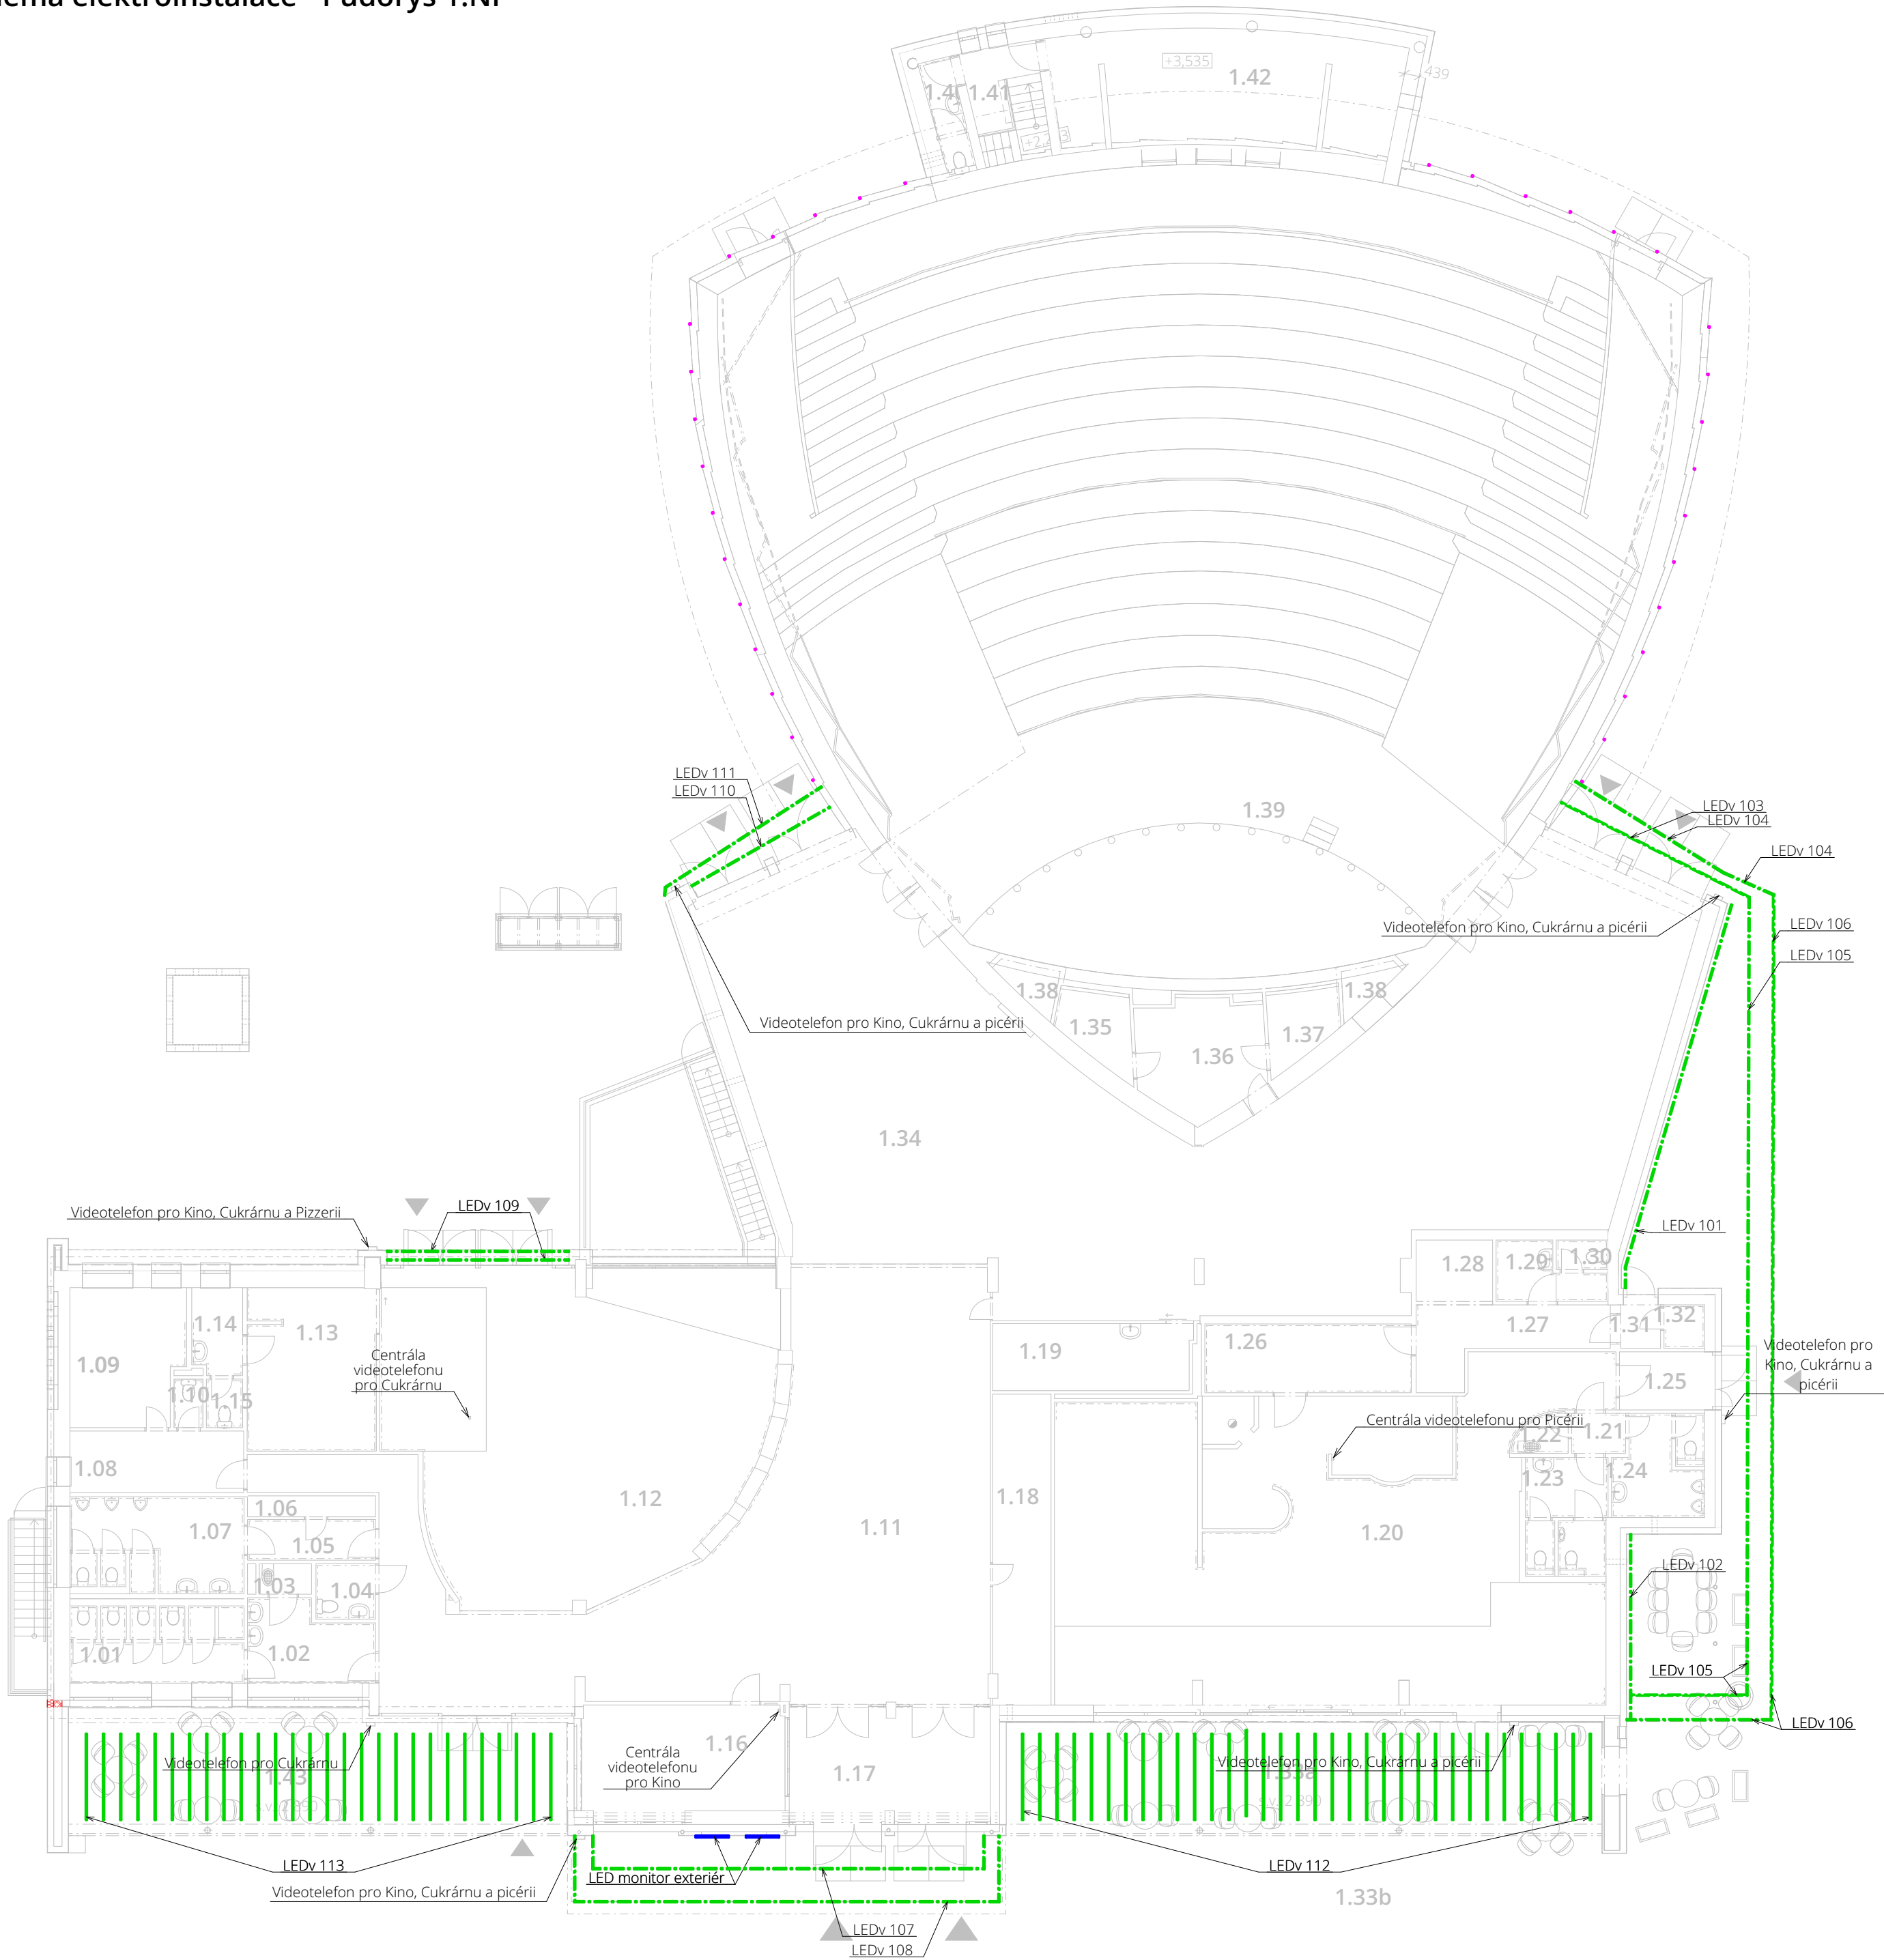 ema elektroinstalace - Půdorys 1.NP
+3,535
1.42
439
1.41
LEDv 111
LEDv 110
1.39
LEDv 103
LEDv 104
LEDv 104
Videotelefon pro Kino, Cukrárnu a picérii
LEDv 106
LEDv 105
1.38
1.38
Videotelefon pro Kino, Cukrárnu a picérii
1.35
1.37
1.36
1.34
Videotelefon pro Kino, Cukrárnu a Pizzerii
LEDv 109
LEDv 101
1.28
1.29
1.30
1.14
1.13
1.27
1.31
1.32
1.19
1.26
1.09
Centrála
videotelefonu
pro Cukrárnu
Videotelefon pro
Kino, Cukrárnu a
picérii
1.10
1.15
1.25
Centrála videotelefonu pro Picérii
1.22
1.21
1.08
1.23
1.24
1.12
1.18
1.06
1.07
1.11
1.20
1.05
LEDv 102
1.03
1.04
1.01
1.02
LEDv 105
LEDv 106
1.16
Centrála
videotelefonu
pro Kino
Videotelefon pro Cukrárnu
1.43
Videotelefon pro Kino, Cukrárnu a picérii
1.33a
1.17
LEDv 113
LED monitor exteriér
LEDv 112
Videotelefon pro Kino, Cukrárnu a picérii
1.33b
LEDv 107
LEDv 108